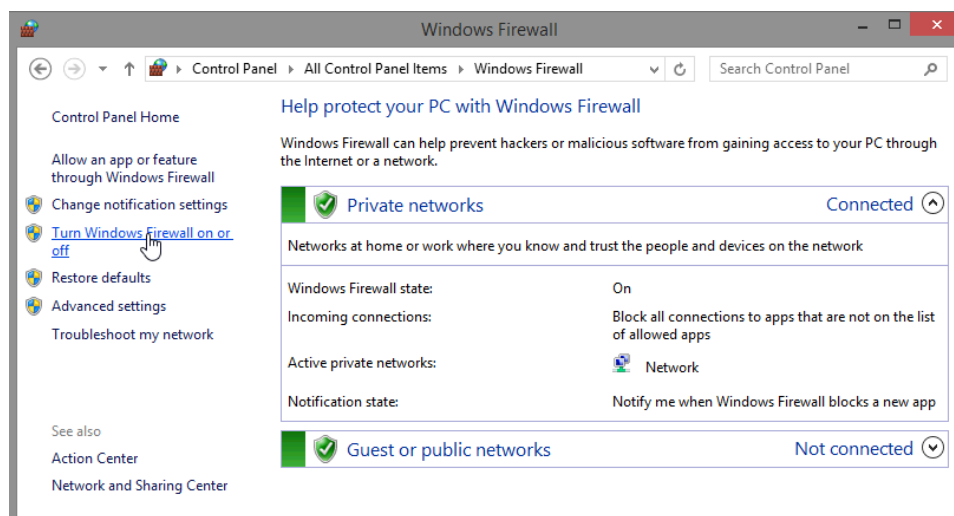 Windows Firewall
Control Panel
All Control Panel Items
Windows Firewall
Search Control Panel
Control Panel Home
Allow an app or feature
through Windows Firewall
Change notification settings
Turn Windows Firewall on or
off
Restore defaults
Advanced settings
Troubleshoot my network
See also
Action Center
Network and Sharing Center
Help protect your PC with Windows Firewall
Windows Firewall can help prevent hackers or malicious software from gaining access to your PC through
the Internet or a network.
Private networks
Connected
Networks at home or work where you know and trust the people and devices on the network
Windows Firewall state:
On
Incoming connections:
Block all connections to apps that are not on the list
of allowed apps
Active private networks:
Network
Notification state:
Notify me when Windows Firewall blocks a new app
Guest or public networks
Not connected